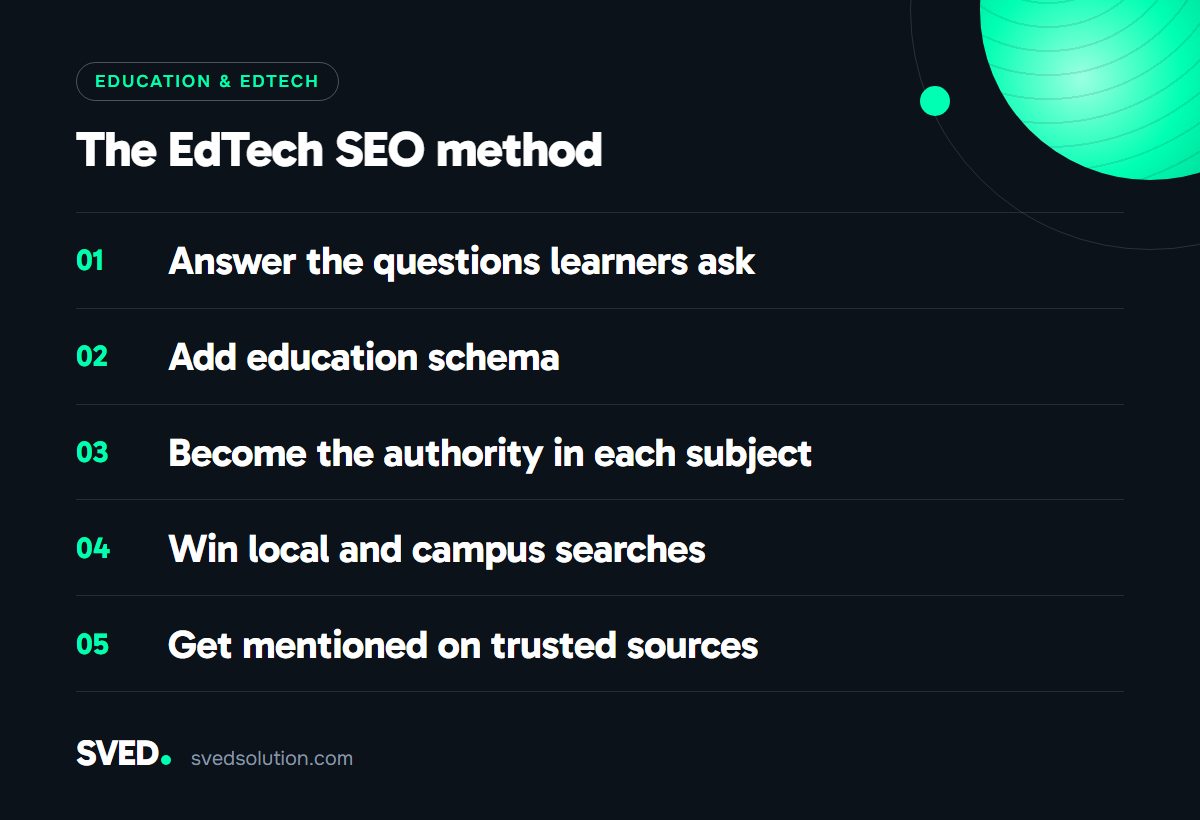 EDUCATION & EDTECH
The EdTech SEO method
01 Answer the questions learners ask
02 Add education schema
03 Become the authority in each subject
04 Win local and campus searches
05 Get mentioned on trusted sources
SVED. svedsolution.com